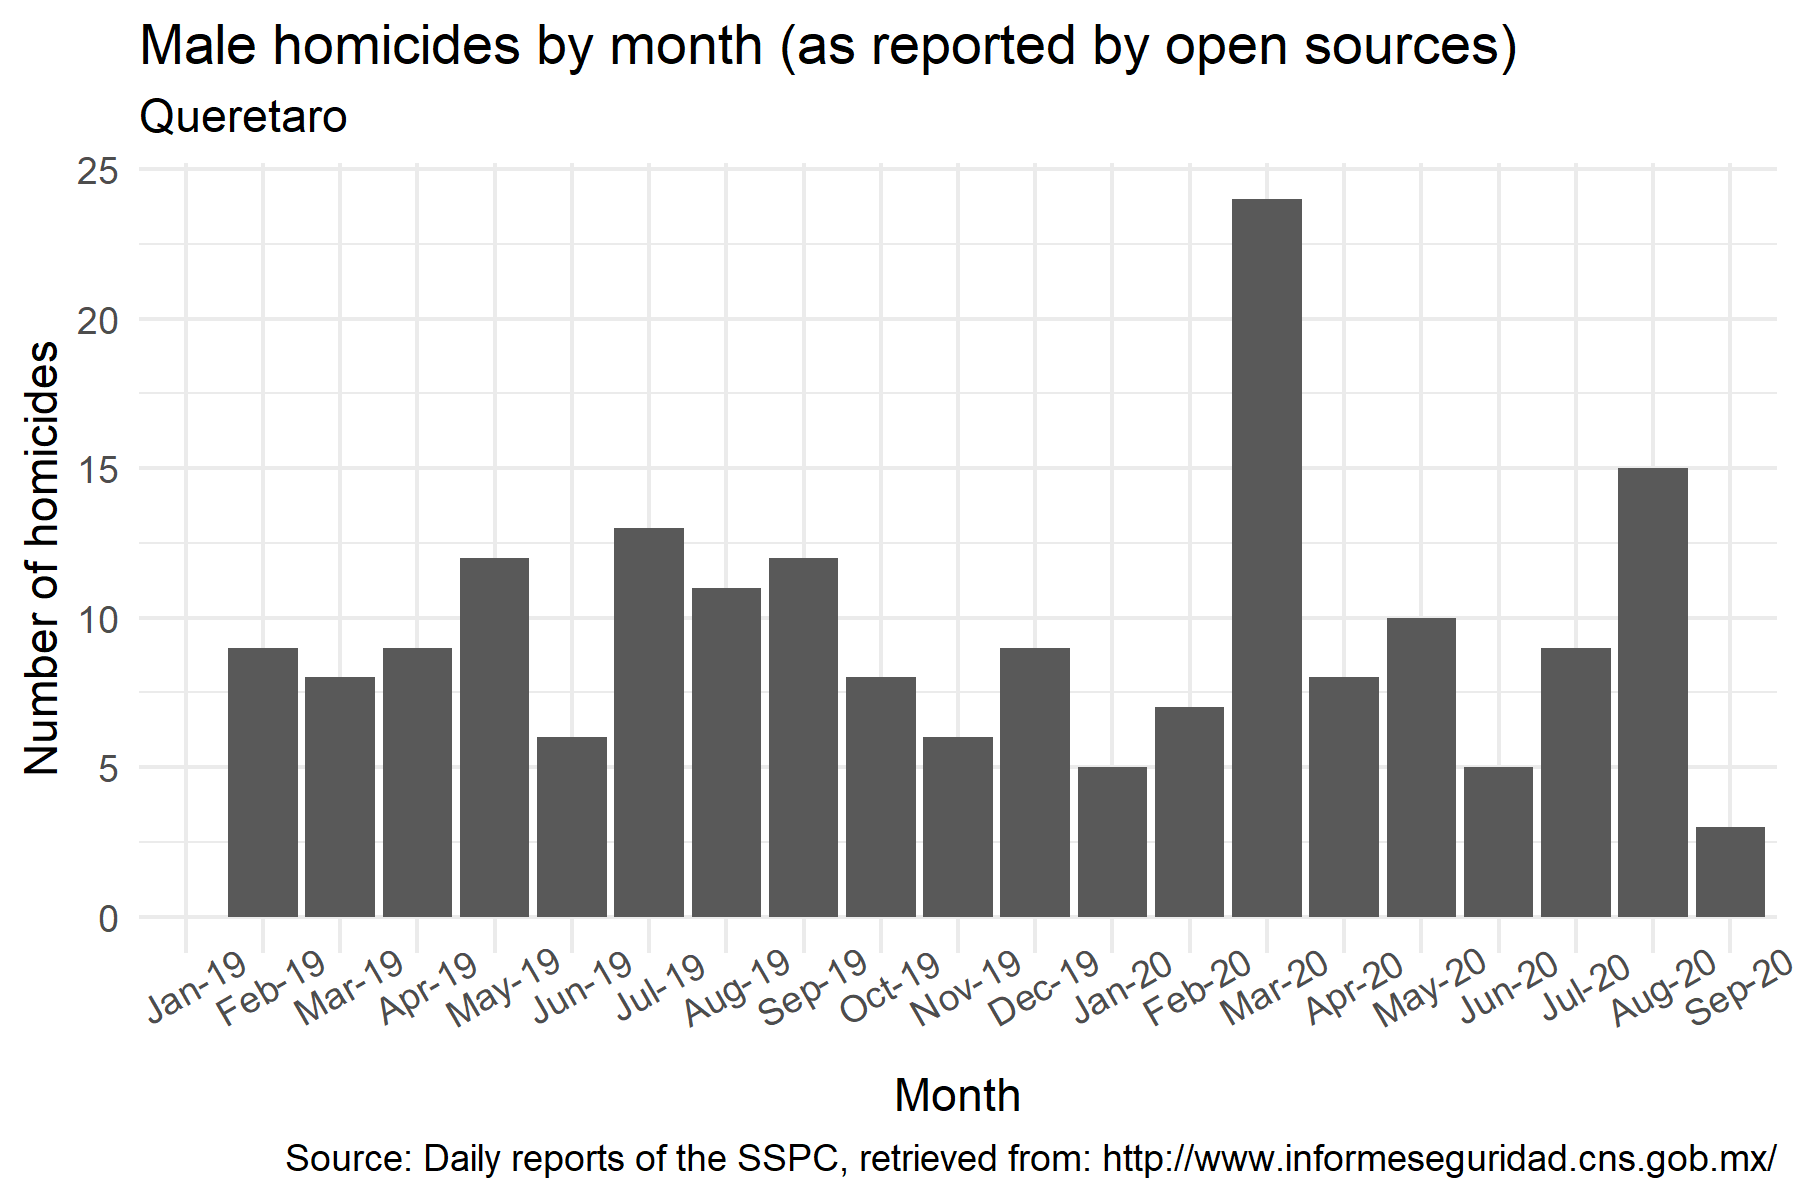 Male homicides by month (as reported by open sources)
Queretaro
Number of homicides
25
20
15
10
5
0
Jan-19
Feb-19
Mar-19
Apr-19
May-19
Jun-19
Jul-19
Aug-19
Sep-19
Oct-19
Nov-19
Dec-19
Jan-20
Feb-20
Mar-20
Apr-20
May-20
Jun-20
Jul-20
Aug-20
Sep-20
Month
Source: Daily reports of the SSPC, retrieved from: http://www.informeseguridad.cns.gob.mx/